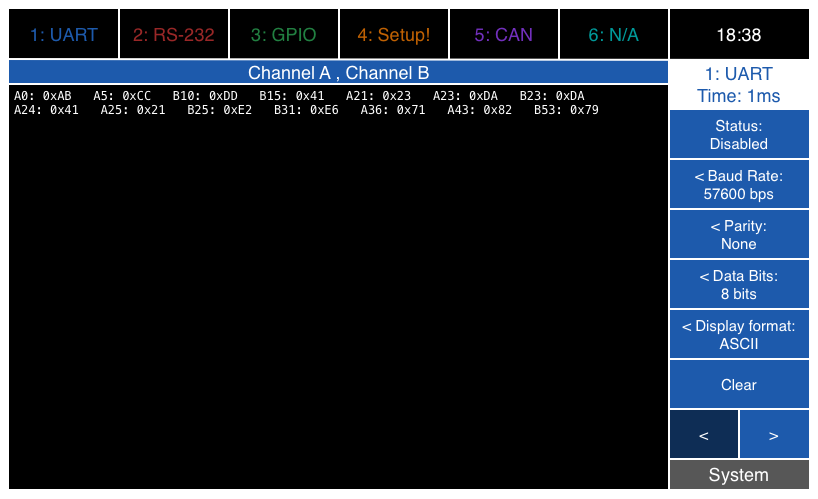 1: UART 2: RS-232 3: GPIO 4: Setup! 5: CAN 6: N/A 18:38
Channel A , Channel B
A0: 0xAB A5: 0xCC B10: 0xDD B15: 0x41 A21: 0x23 A23: 0xDA B23: 0xDA
A24: 0x41 A25: 0x21 B25: 0xE2 B31: 0xE6 A36: 0x71 A43: 0x82 B53: 0x79
1: UART
Time: 1ms
Status:
Disabled
< Baud Rate:
57600 bps
< Parity:
None
< Data Bits:
8 bits
< Display format:
ASCII
Clear
< >
System